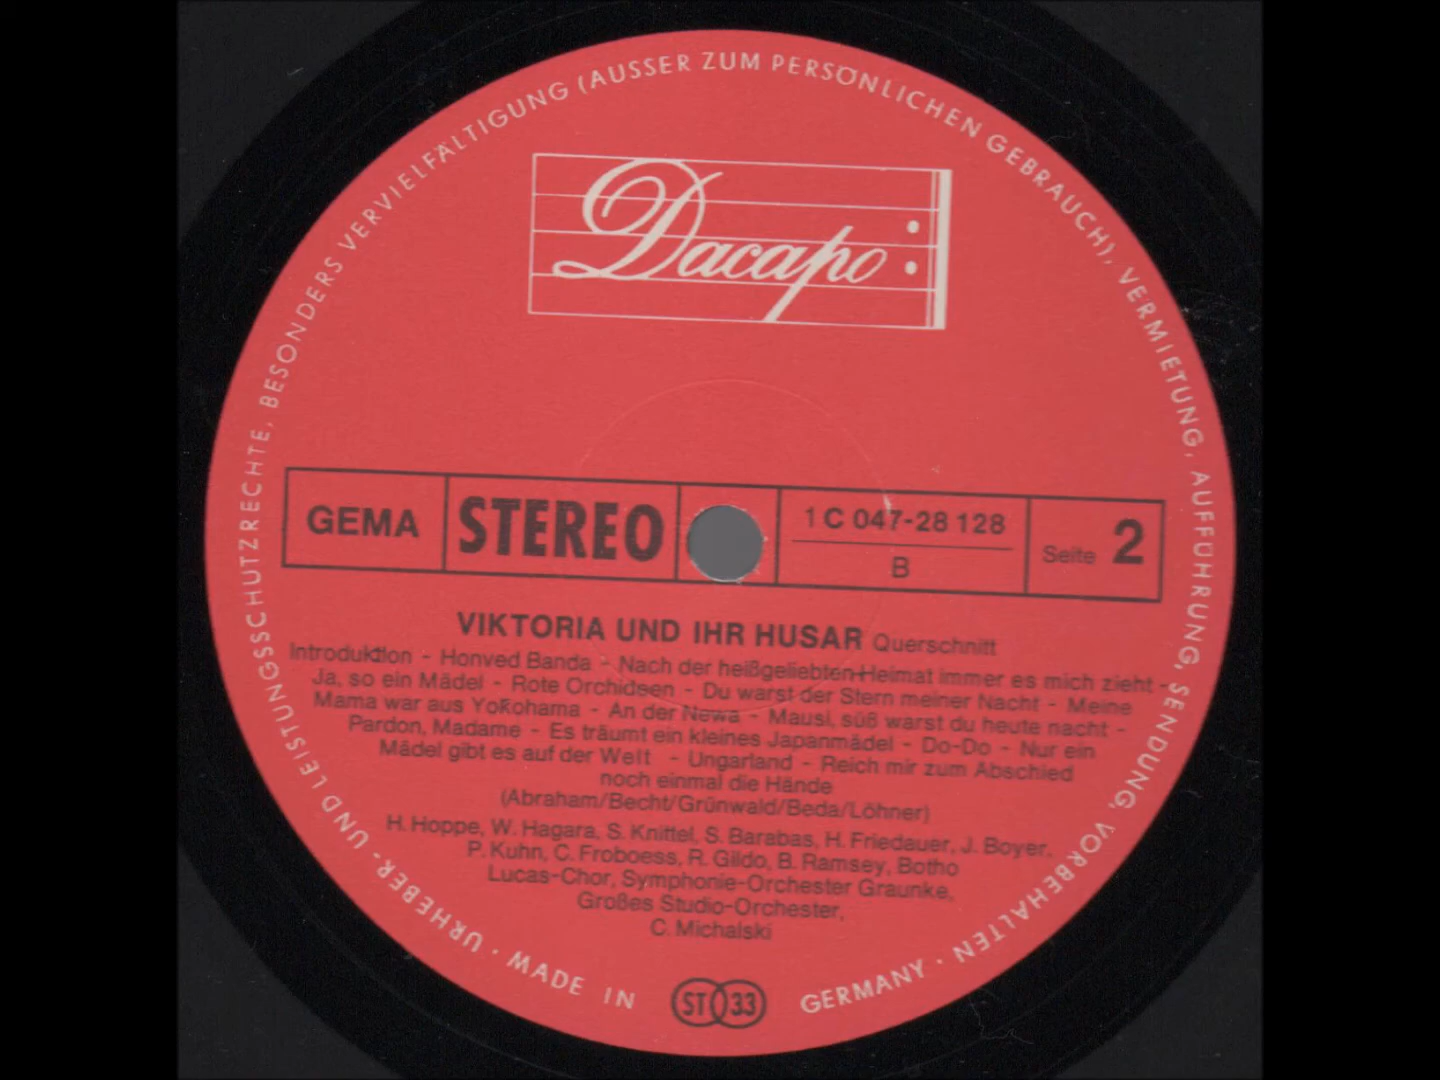 URHEBER- UND LEISTUNGSSCHUTZRECHTE, BESONDERS VERVIELFÄLTIGUNG (AUSSER ZUM PERSÖNLICHEN GEBRAUCH), VERMIETUNG, AUFFÜHRUNG, SENDUNG, VORBEHALTEN
Dacapo
GEMA
STEREO
1 C 047-28 128
B
Seite 2
VIKTORIA UND IHR HUSAR Querschnitt
Introduktion - Honved Banda - Nach der heißgeliebten Heimat immer es mich zieht -
Ja, so ein Mädel - Rote Orchideen - Du warst der Stern meiner Nacht - Meine
Mama war aus Yokohama - An der Newa - Mausi, süß warst du heute nacht -
Pardon, Madame - Es träumt ein kleines Japanmädel - Do-Do - Nur ein
Mädel gibt es auf der Welt - Ungarland - Reich mir zum Abschied
noch einmal die Hände
(Abraham/Becht/Grünwald/Beda/Löhner)
H. Hoppe, W. Hagara, S. Knittel, S. Barabas, H. Friedauer, J. Boyer,
P. Kuhn, C. Froboess, R. Gildo, B. Ramsey, Botho
Lucas-Chor, Symphonie-Orchester Graunke,
Großes Studio-Orchester,
C. Michalski
MADE IN GERMANY
ST 33